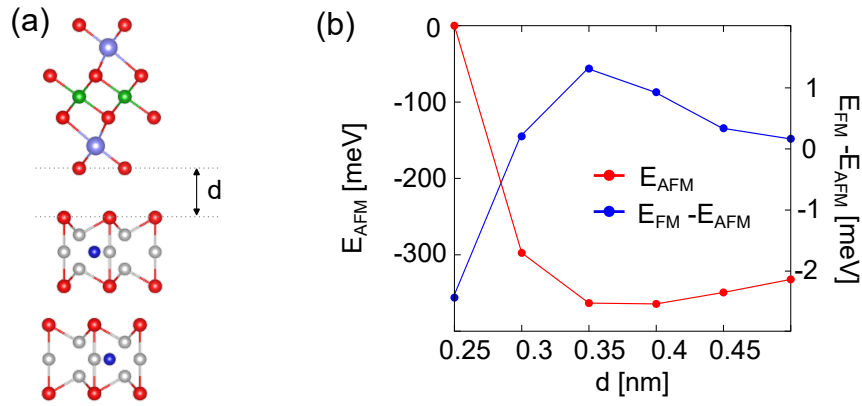 (a)
d
(b)
0
-100
-200
-300
E_AFM [meV]
E_AFM
E_FM -E_AFM
1
0
-1
-2
E_FM -E_AFM [meV]
0.25
0.3
0.35
0.4
0.45
d [nm]